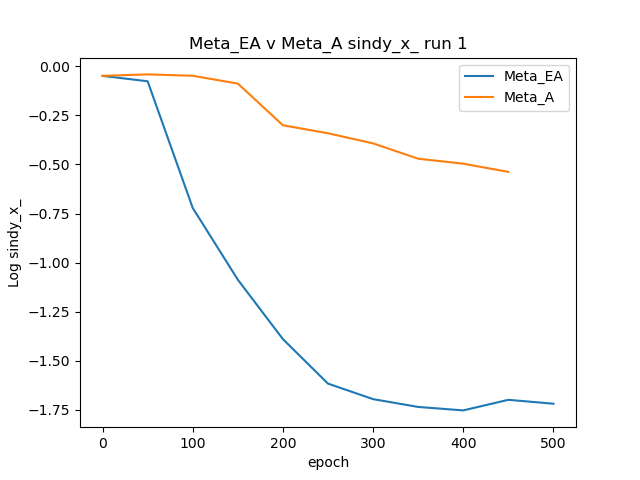 Meta_EA v Meta_A sindy_x_ run 1
Meta_EA
Meta_A
0.00
−0.25
−0.50
−0.75
−1.00
−1.25
−1.50
−1.75
Log sindy_x_
0 100 200 300 400 500
epoch